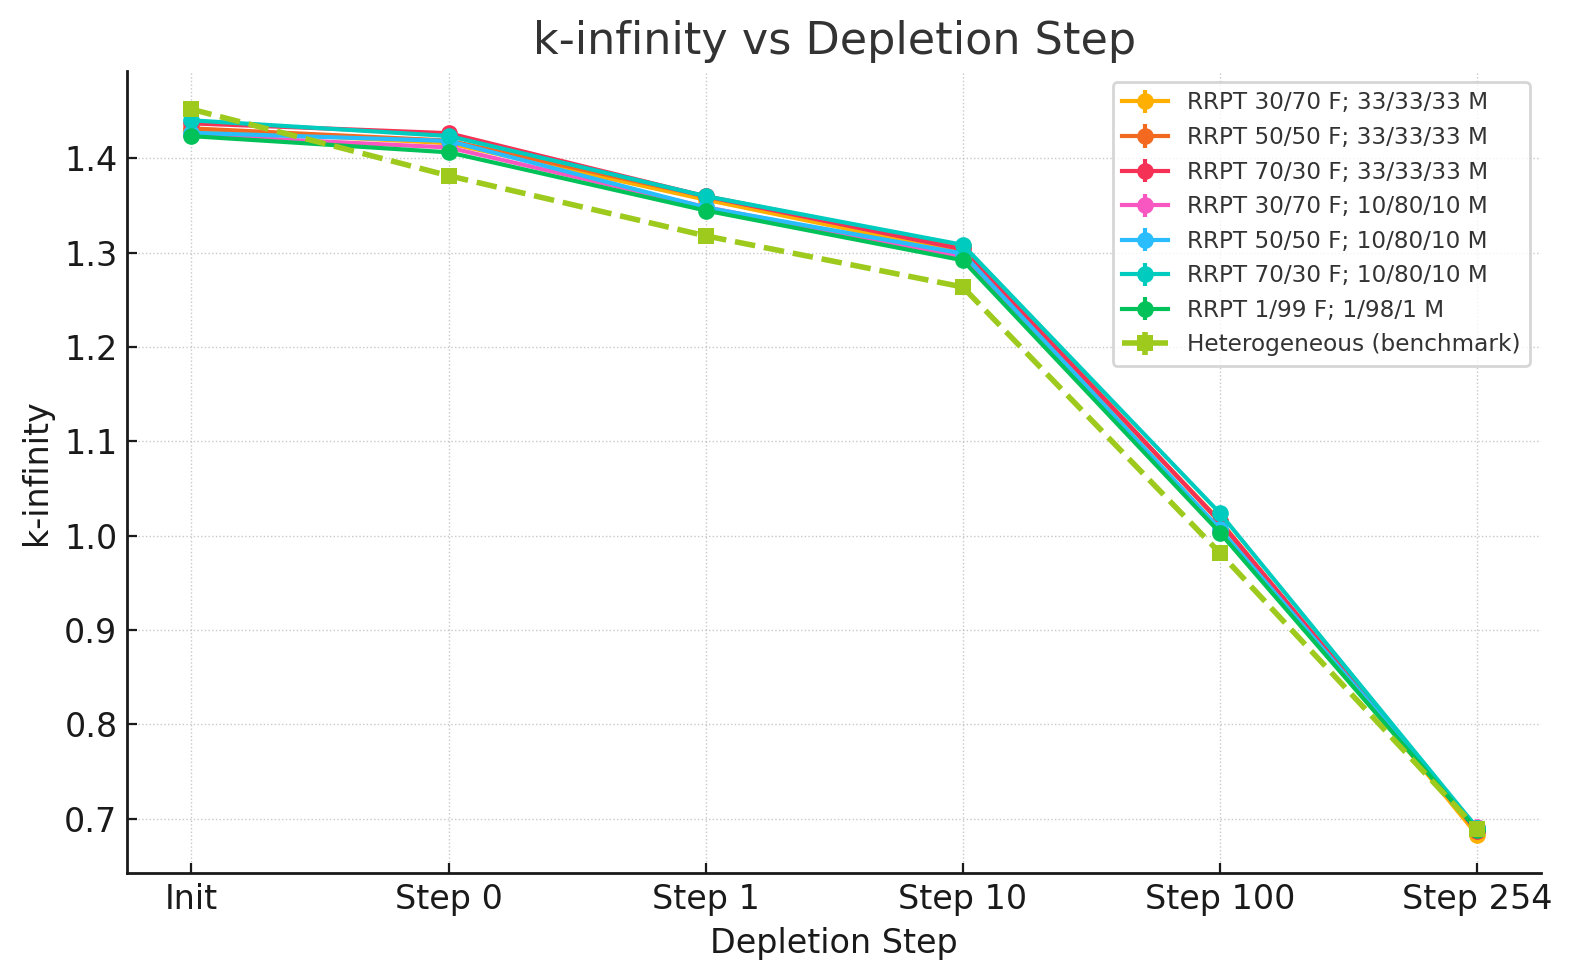 k-infinity vs Depletion Step
RRPT 30/70 F; 33/33/33 M
RRPT 50/50 F; 33/33/33 M
RRPT 70/30 F; 33/33/33 M
RRPT 30/70 F; 10/80/10 M
RRPT 50/50 F; 10/80/10 M
RRPT 70/30 F; 10/80/10 M
RRPT 1/99 F; 1/98/1 M
Heterogeneous (benchmark)
k-infinity
1.4
1.3
1.2
1.1
1.0
0.9
0.8
0.7
Init Step 0 Step 1 Step 10 Step 100 Step 254
Depletion Step